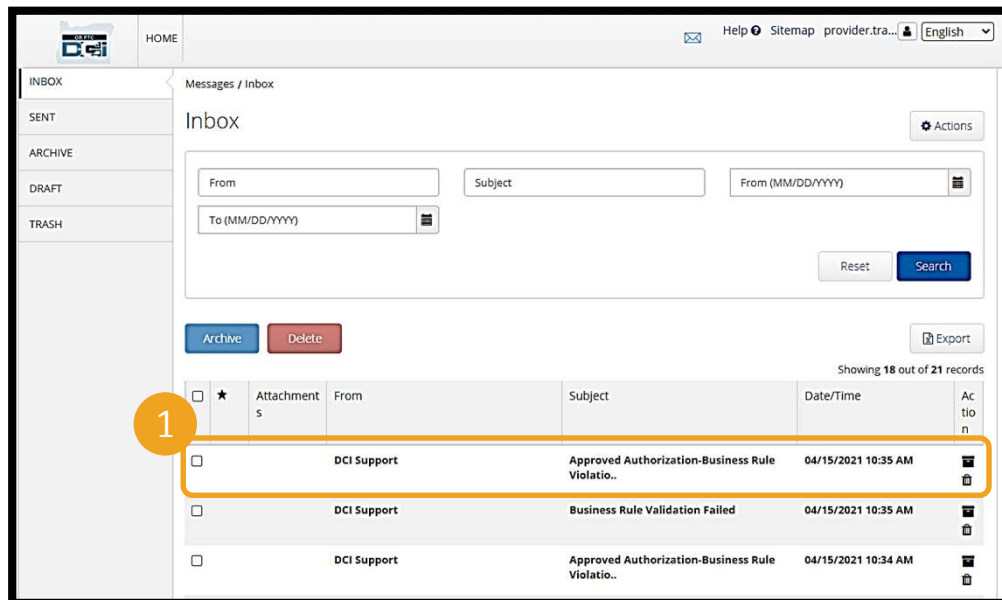 OR PTC
DCi
HOME
Help Sitemap provider.tra... English
INBOX
SENT
ARCHIVE
DRAFT
TRASH
Messages / Inbox
Inbox
Actions
From Subject From (MM/DD/YYYY)
To (MM/DD/YYYY)
Reset Search
Archive Delete Export
Showing 18 out of 21 records
Attachment From Subject Date/Time Ac
s tio
n
1
DCI Support Approved Authorization-Business Rule 04/15/2021 10:35 AM
Violatio..
DCI Support Business Rule Validation Failed 04/15/2021 10:35 AM
DCI Support Approved Authorization-Business Rule 04/15/2021 10:34 AM
Violatio..